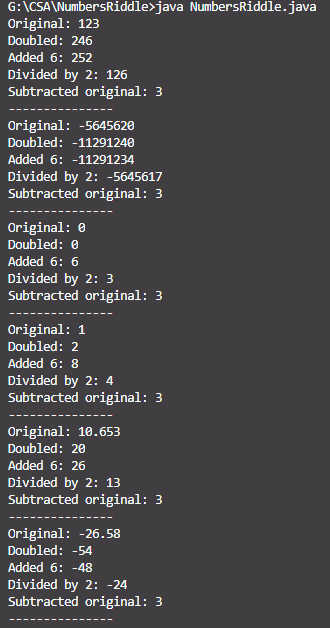 G:\CSA\NumbersRiddle>java NumbersRiddle.java
Original: 123
Doubled: 246
Added 6: 252
Divided by 2: 126
Subtracted original: 3
---------------
Original: -5645620
Doubled: -11291240
Added 6: -11291234
Divided by 2: -5645617
Subtracted original: 3
---------------
Original: 0
Doubled: 0
Added 6: 6
Divided by 2: 3
Subtracted original: 3
---------------
Original: 1
Doubled: 2
Added 6: 8
Divided by 2: 4
Subtracted original: 3
---------------
Original: 10.653
Doubled: 20
Added 6: 26
Divided by 2: 13
Subtracted original: 3
---------------
Original: -26.58
Doubled: -54
Added 6: -48
Divided by 2: -24
Subtracted original: 3
---------------